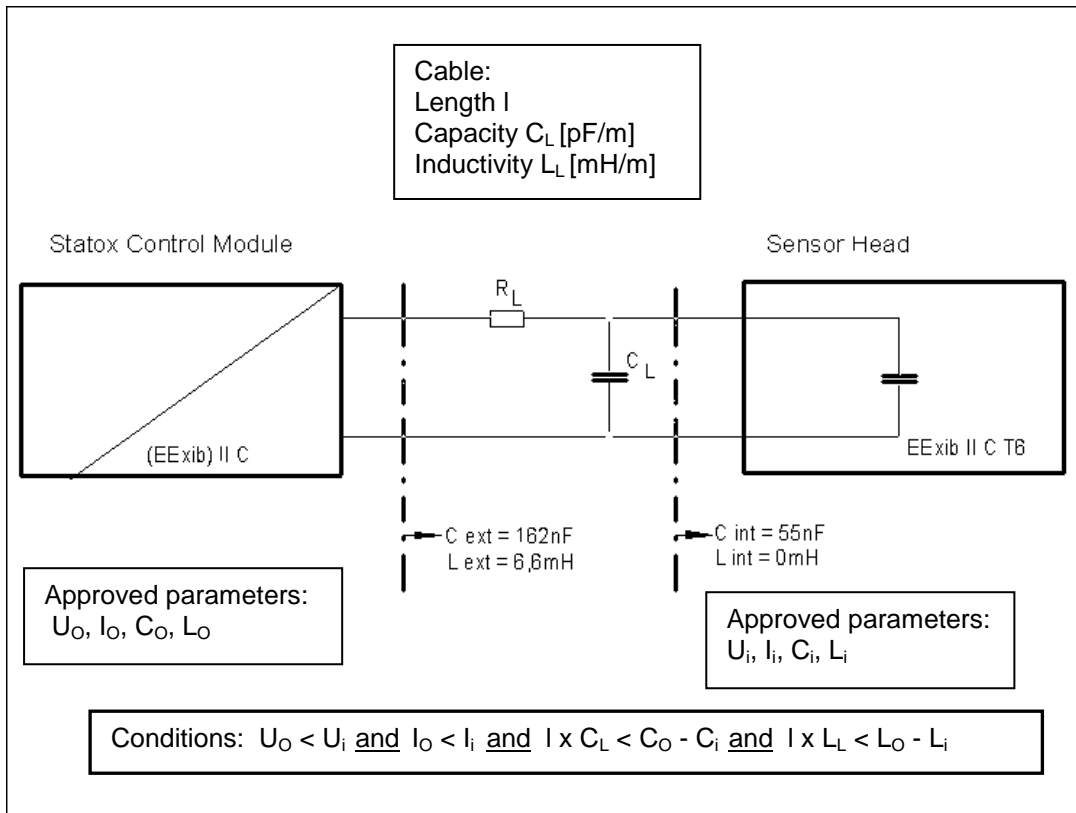 Cable:
Length l
Capacity C_L [pF/m]
Inductivity L_L [mH/m]
Statox Control Module
Sensor Head
R_L
C_L
(EExib) II C
EExib II C T6
C ext = 162nF
L ext = 6,6mH
C int = 55nF
L int = 0mH
Approved parameters:
U_O, I_O, C_O, L_O
Approved parameters:
U_i, I_i, C_i, L_i
Conditions: U_O < U_i and I_O < I_i and l x C_L < C_O - C_i and l x L_L < L_O - L_i